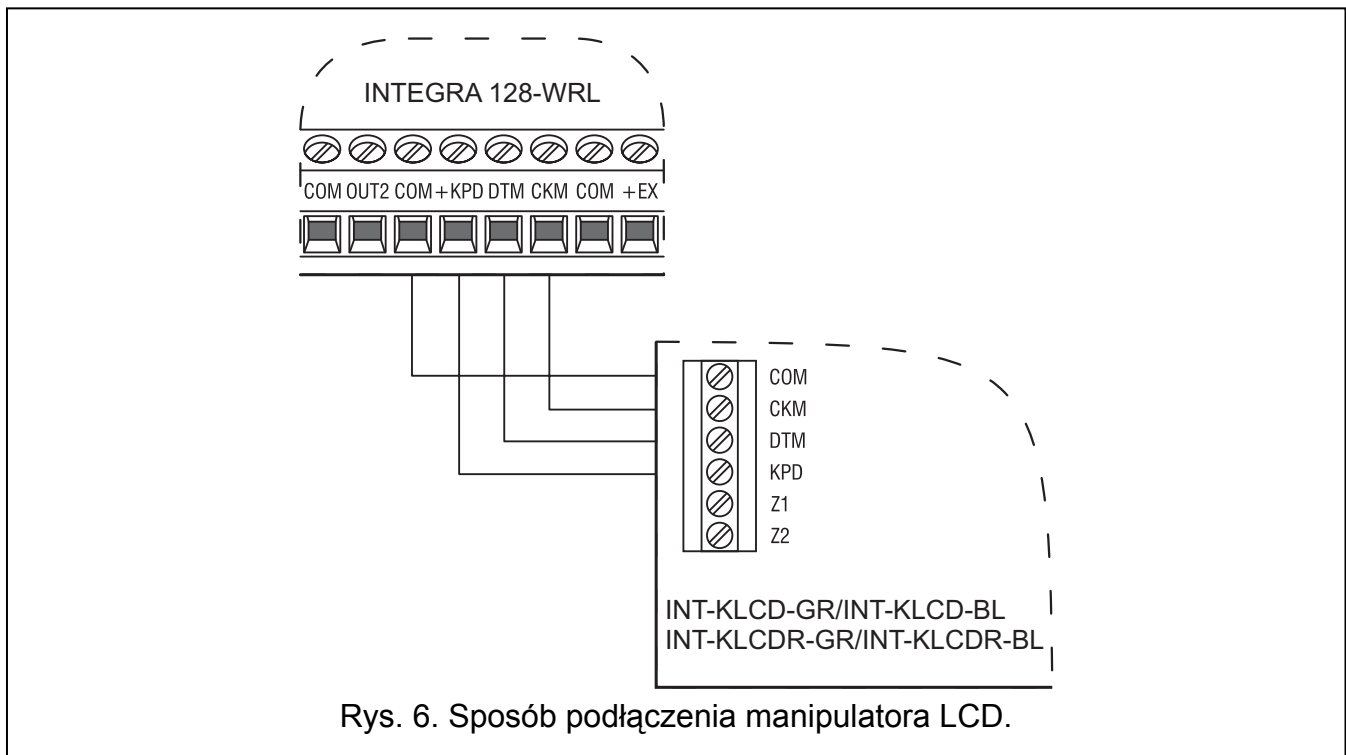 INTEGRA 128-WRL
COM OUT2 COM +KPD DTM CKM COM +EX
COM
CKM
DTM
KPD
Z1
Z2
INT-KLCD-GR/INT-KLCD-BL
INT-KLCDR-GR/INT-KLCDR-BL
Rys. 6. Sposób podłączenia manipulatora LCD.